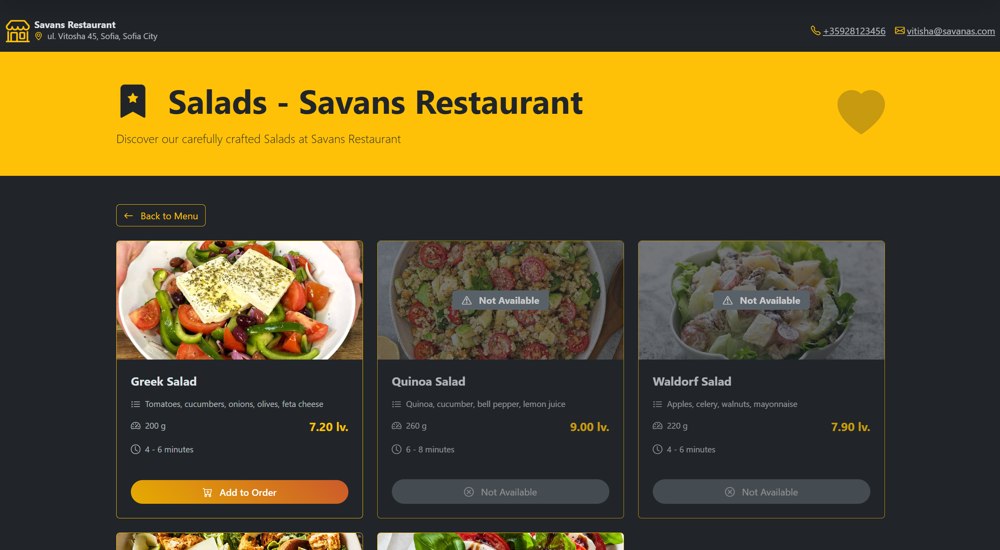 Savans Restaurant
ul. Vitosha 45, Sofia, Sofia City
+35928123456
vitisha@savanas.com
Salads - Savans Restaurant
Discover our carefully crafted Salads at Savans Restaurant
Back to Menu
Greek Salad
Tomatoes, cucumbers, onions, olives, feta cheese
200 g
7.20 lv.
4 - 6 minutes
Add to Order
Not Available
Quinoa Salad
Quinoa, cucumber, bell pepper, lemon juice
260 g
9.00 lv.
6 - 8 minutes
Not Available
Not Available
Waldorf Salad
Apples, celery, walnuts, mayonnaise
220 g
7.90 lv.
4 - 6 minutes
Not Available